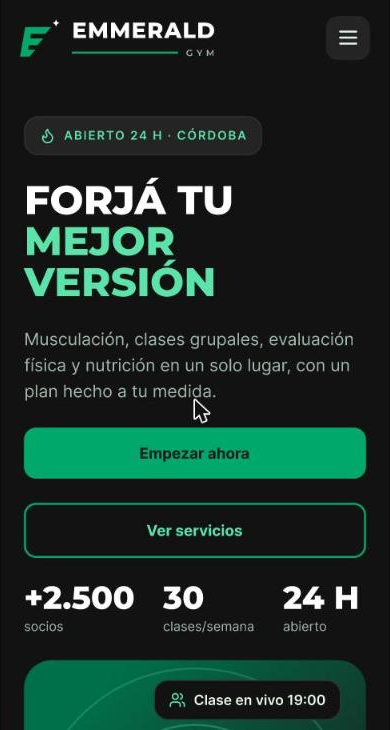 EMMERALD
GYM
ABIERTO 24 H · CÓRDOBA
FORJÁ TU
MEJOR
VERSIÓN
Musculación, clases grupales, evaluación
física y nutrición en un solo lugar, con un
plan hecho a tu medida.
Empezar ahora
Ver servicios
+2.500 30 24 H
socios clases/semana abierto
Clase en vivo 19:00